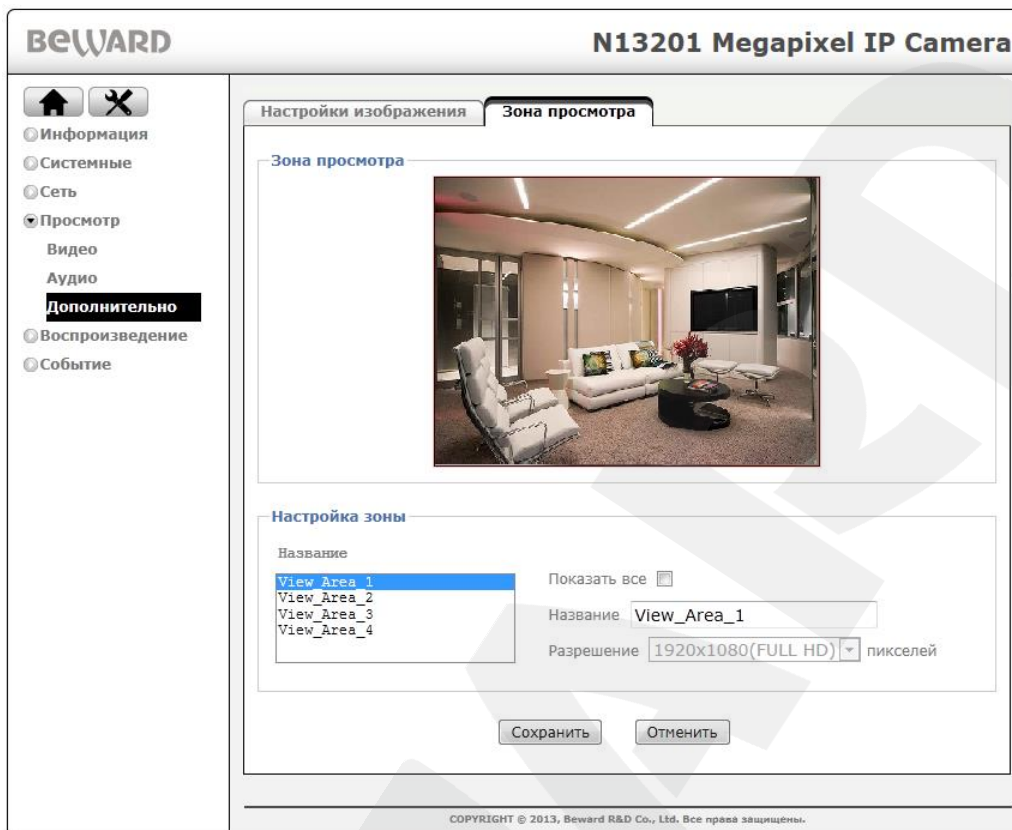 BEWARD
N13201 Megapixel IP Camera
Информация
Системные
Сеть
Просмотр
Видео
Аудио
Дополнительно
Воспроизведение
Событие
Настройки изображения
Зона просмотра
Зона просмотра
Настройка зоны
Название
View_Area_1
View_Area_2
View_Area_3
View_Area_4
Показать все
Название View_Area_1
Разрешение 1920x1080(FULL HD) пикселей
Сохранить Отменить
COPYRIGHT © 2013, Beward R&D Co., Ltd. Все права защищены.